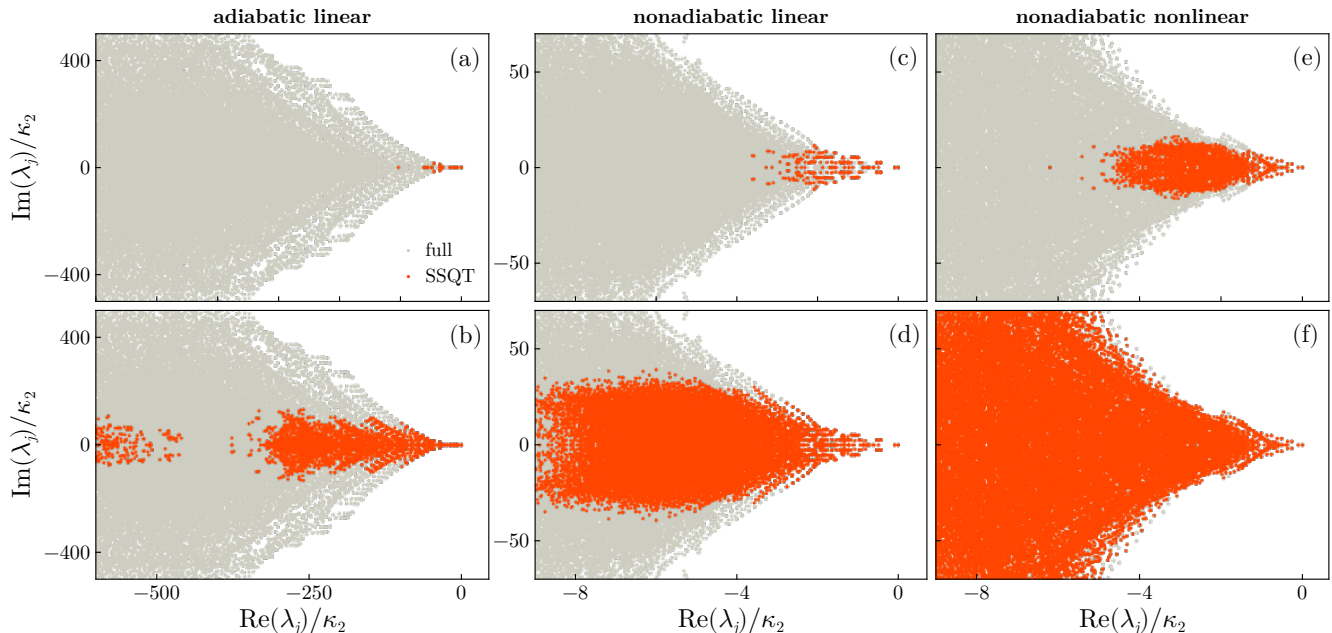 adiabatic linear
nonadiabatic linear
nonadiabatic nonlinear
(a)
(c)
(e)
400
0
−400
50
0
−50
Im(λⱼ)/κ₂
full
SSQT
(b)
(d)
(f)
400
0
−400
50
0
−50
Im(λⱼ)/κ₂
−500
−250
0
−8
−4
0
−8
−4
0
Re(λⱼ)/κ₂
Re(λⱼ)/κ₂
Re(λⱼ)/κ₂